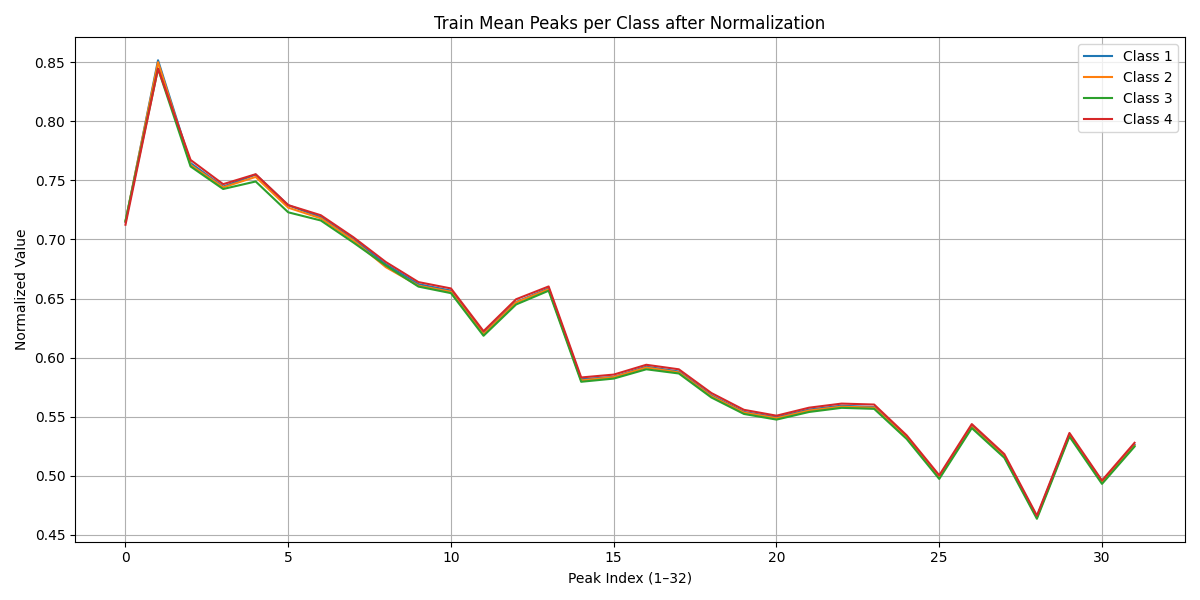 Train Mean Peaks per Class after Normalization
Normalized Value
0.85
0.80
0.75
0.70
0.65
0.60
0.55
0.50
0.45
Class 1
Class 2
Class 3
Class 4
0 5 10 15 20 25 30
Peak Index (1–32)